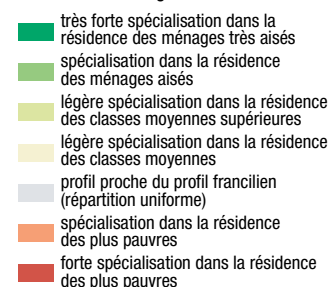 très forte spécialisation dans la
résidence des ménages très aisés
spécialisation dans la résidence
des ménages aisés
légère spécialisation dans la résidence
des classes moyennes supérieures
légère spécialisation dans la résidence
des classes moyennes
profil proche du profil francilien
(répartition uniforme)
spécialisation dans la résidence
des plus pauvres
forte spécialisation dans la résidence
des plus pauvres